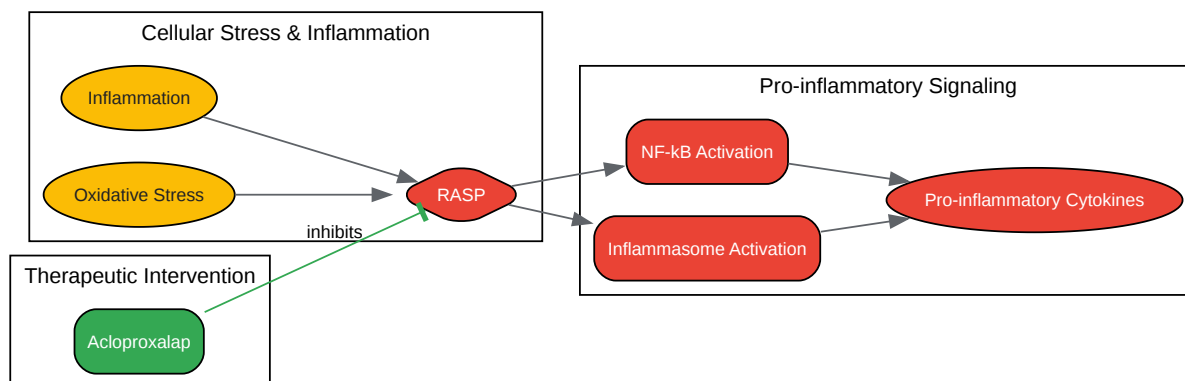 Cellular Stress & Inflammation
Inflammation
Oxidative Stress
RASP
inhibits
Therapeutic Intervention
Acloproxalap
Pro-inflammatory Signaling
NF-kB Activation
Inflammasome Activation
Pro-inflammatory Cytokines